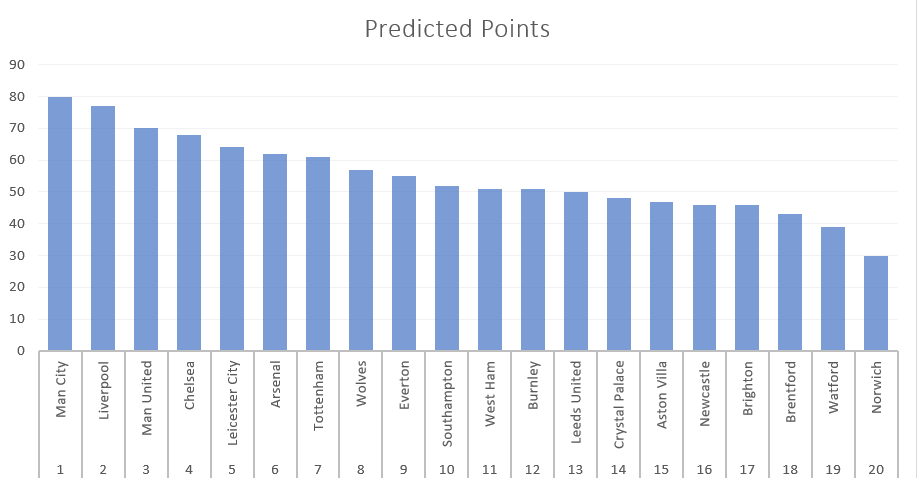 Predicted Points
90
80
70
60
50
40
30
20
10
0
Man City
Liverpool
Man United
Chelsea
Leicester City
Arsenal
Tottenham
Wolves
Everton
Southampton
West Ham
Burnley
Leeds United
Crystal Palace
Aston Villa
Newcastle
Brighton
Brentford
Watford
Norwich
1 2 3 4 5 6 7 8 9 10 11 12 13 14 15 16 17 18 19 20